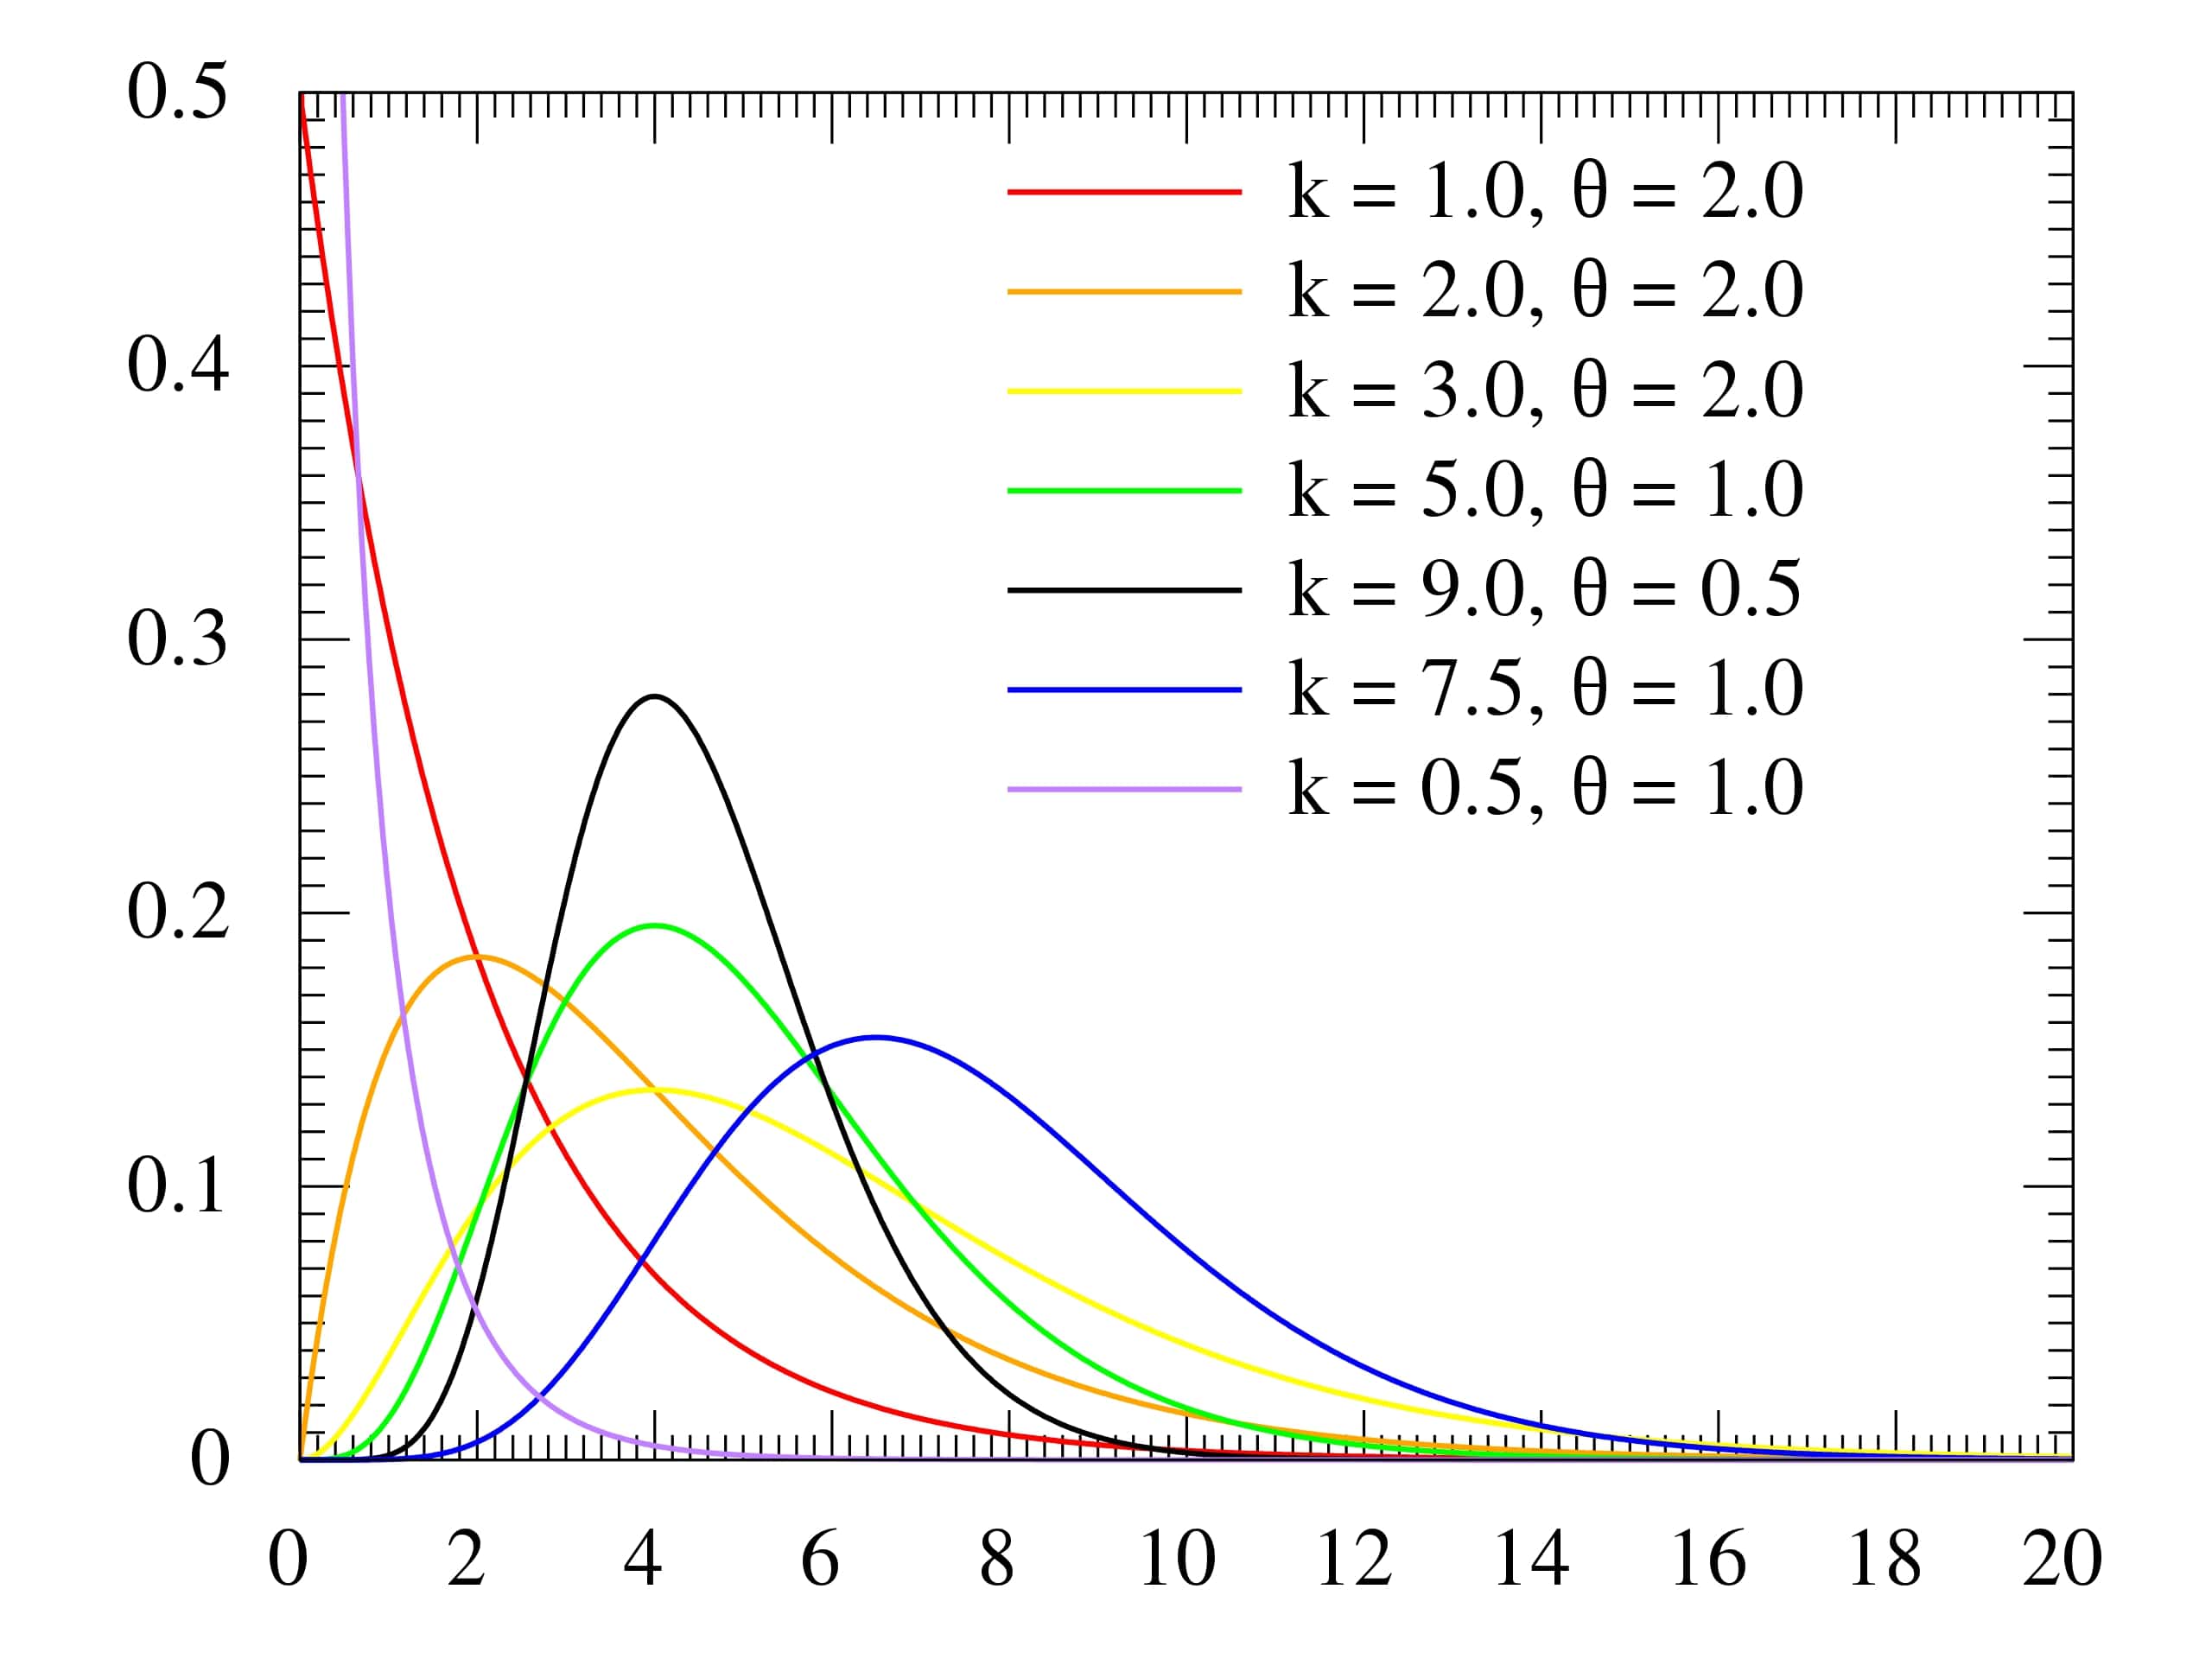 0.5
0.4
0.3
0.2
0.1
0
k = 1.0, θ = 2.0
k = 2.0, θ = 2.0
k = 3.0, θ = 2.0
k = 5.0, θ = 1.0
k = 9.0, θ = 0.5
k = 7.5, θ = 1.0
k = 0.5, θ = 1.0
0 2 4 6 8 10 12 14 16 18 20